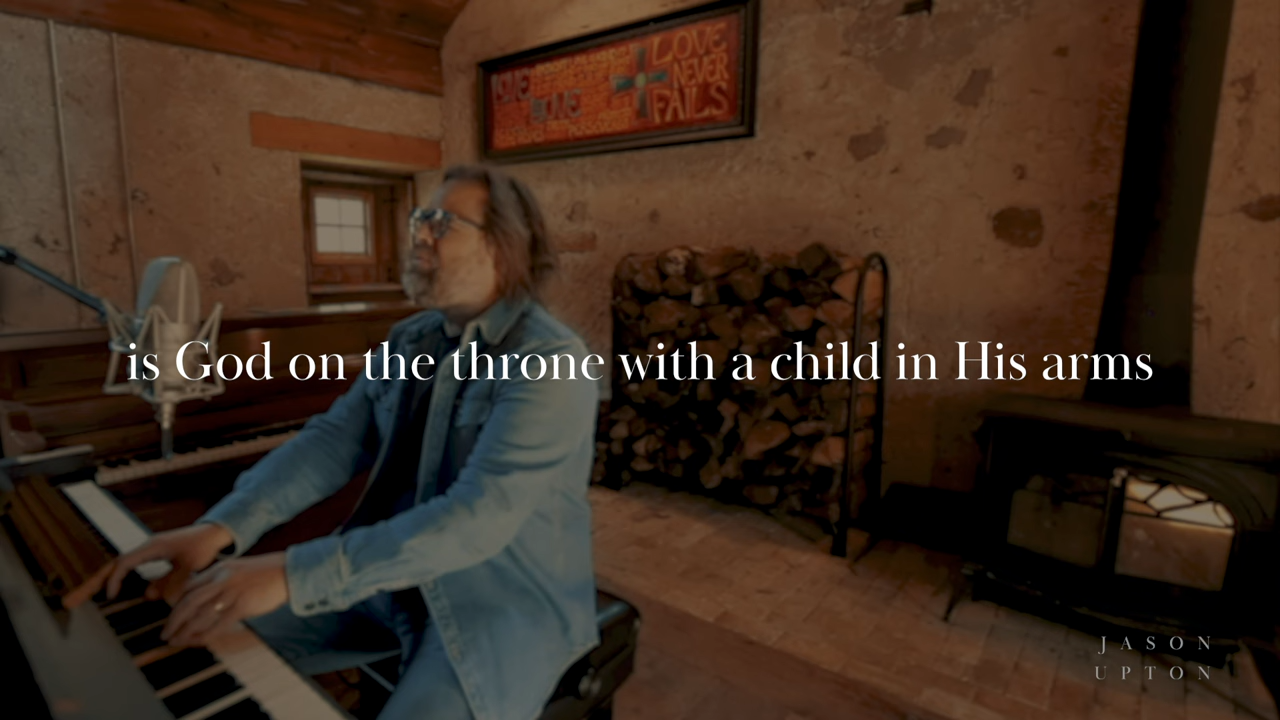 LOVE
NEVER
FAILS
is God on the throne with a child in His arms
JASON
UPTON